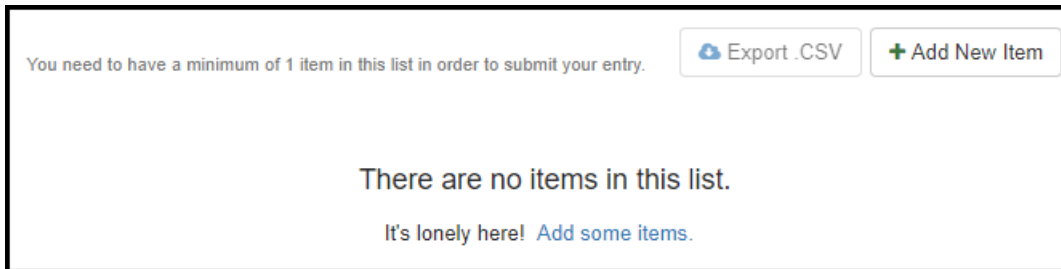 You need to have a minimum of 1 item in this list in order to submit your entry.
Export .CSV
Add New Item
There are no items in this list.
It's lonely here! Add some items.